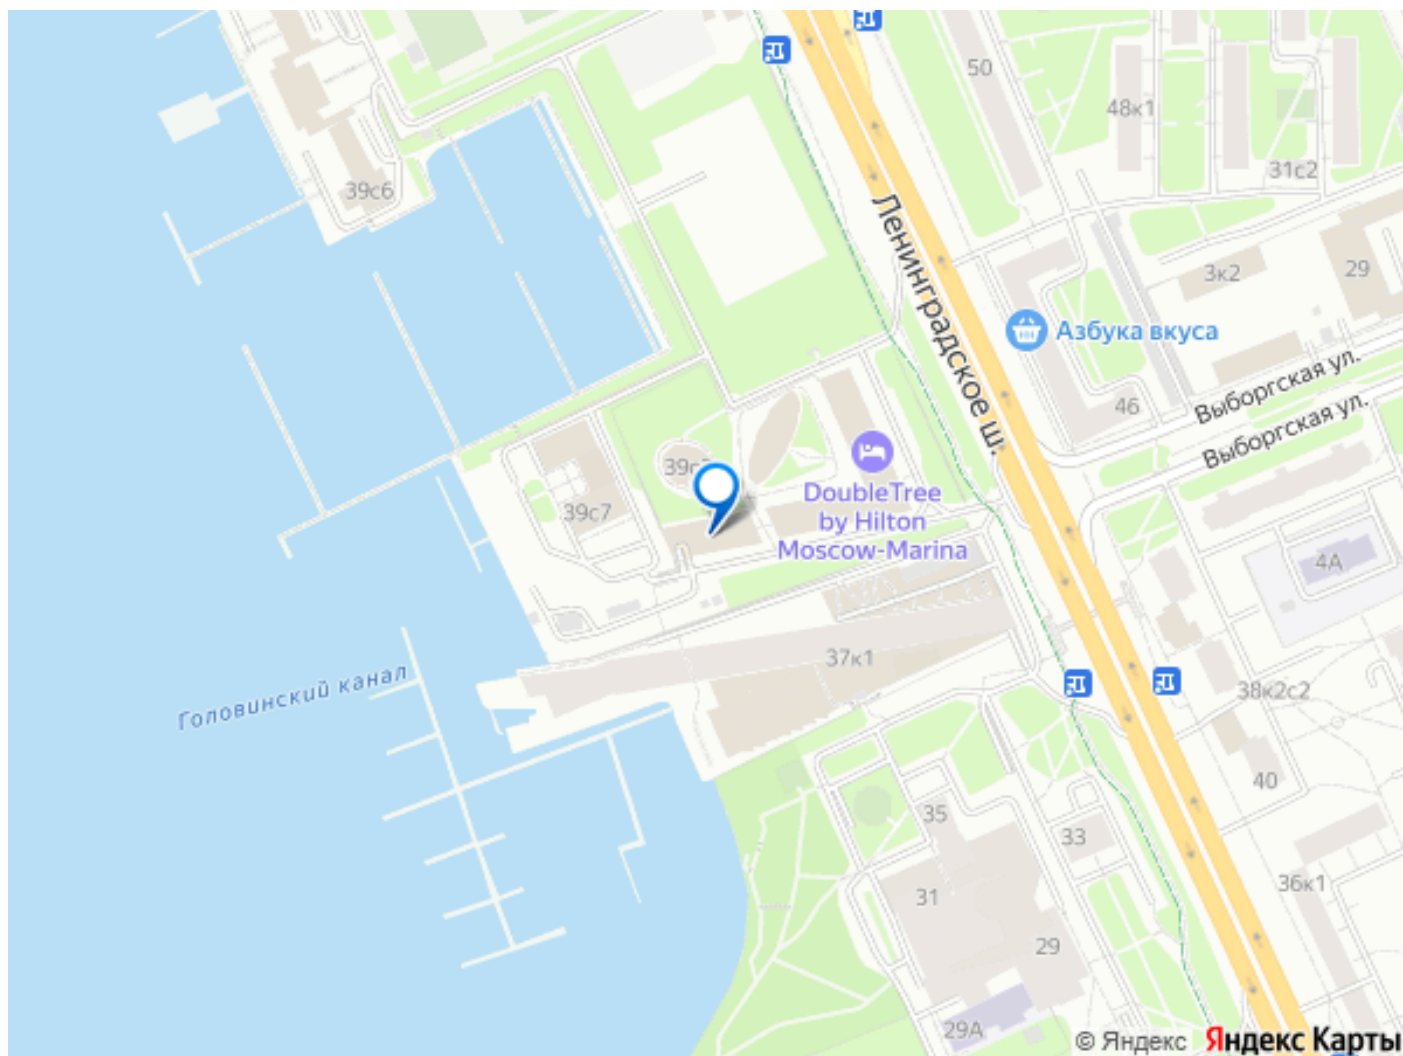 50
48к1
31с2
39с6
Ленинградское ш.
3к2
29
Азбука вкуса
Выборгская ул.
46
Выборгская ул.
39с7
DoubleTree
by Hilton
Moscow-Marina
4А
37к1
Головинский канал
38к2с2
40
35
33
31
36к1
29
29А
© Яндекс Яндекс Карты